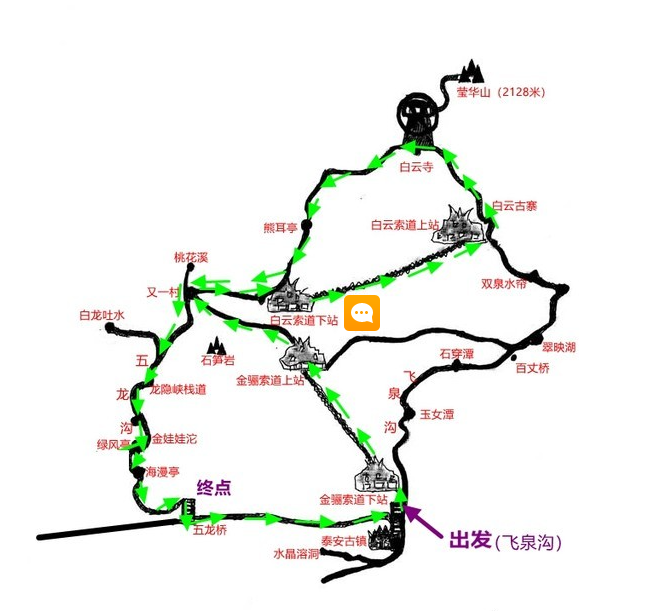 莹华山（2128米）
白云寺
白云古寨
白云索道上站
熊耳亭
桃花溪
双泉水帘
又一村
白云索道下站
白龙吐水
石笋岩
翠映湖
五
龙
沟
石穿潭
百丈桥
金骊索道上站
飞
泉
沟
龙隐峡栈道
玉女潭
金娃娃沱
绿风亭
海漫亭
终点
金骊索道下站
五龙桥
出发(飞泉沟)
泰安古镇
水晶溶洞